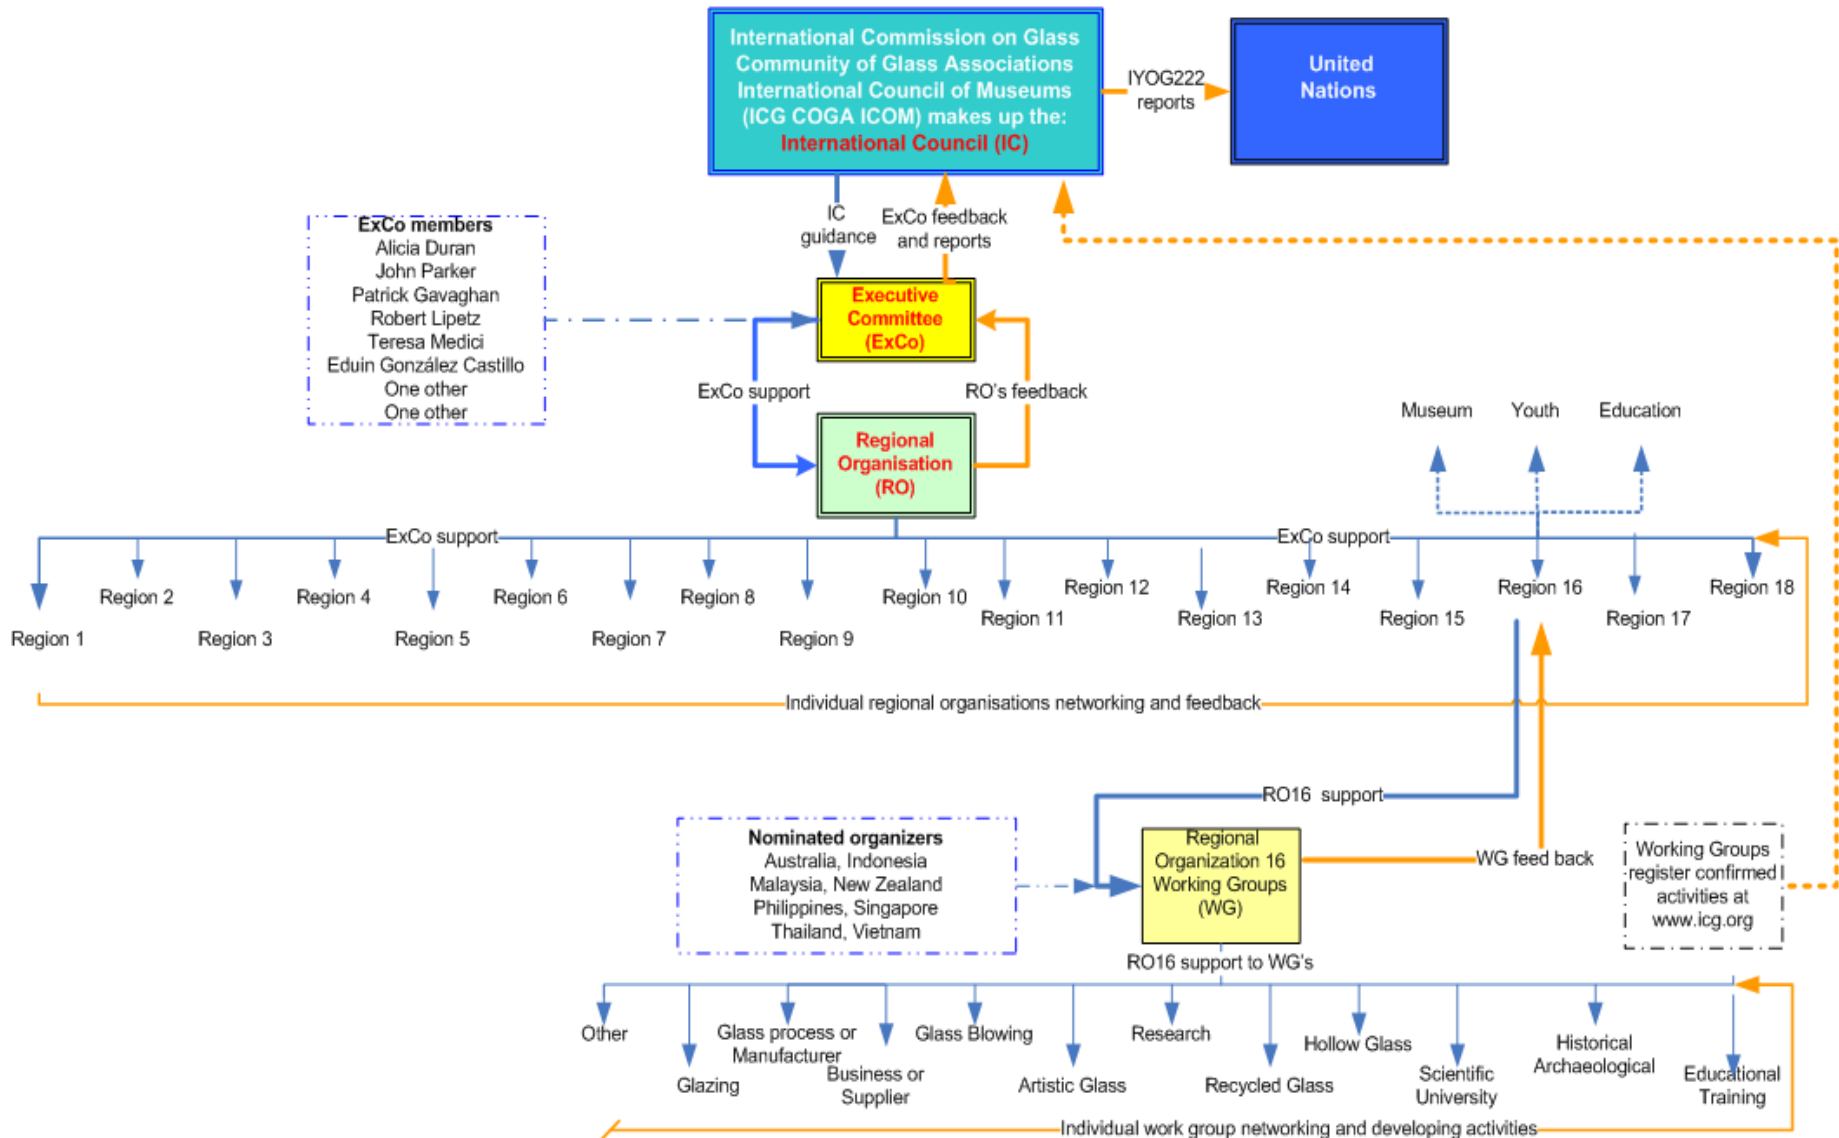 International Commission on Glass
Community of Glass Associations
International Council of Museums
(ICG COGA ICOM) makes up the:
International Council (IC)
IYOG222
reports
United
Nations
IC
guidance
ExCo feedback
and reports
ExCo members
Alicia Duran
John Parker
Patrick Gavaghan
Robert Lipetz
Teresa Medici
Eduin González Castillo
One other
One other
Executive
Committee
(ExCo)
ExCo support
RO's feedback
Regional
Organisation
(RO)
Museum
Youth
Education
ExCo support
ExCo support
Region 1
Region 2
Region 3
Region 4
Region 5
Region 6
Region 7
Region 8
Region 9
Region 10
Region 11
Region 12
Region 13
Region 14
Region 15
Region 16
Region 17
Region 18
Individual regional organisations networking and feedback
RO16 support
Nominated organizers
Australia, Indonesia
Malaysia, New Zealand
Philippines, Singapore
Thailand, Vietnam
Regional
Organization 16
Working Groups
(WG)
WG feed back
Working Groups
register confirmed
activities at
www.icg.org
RO16 support to WG's
Other
Glazing
Glass process or
Manufacturer
Business or
Supplier
Glass Blowing
Artistic Glass
Research
Recycled Glass
Hollow Glass
Scientific
University
Historical
Archaeological
Educational
Training
Individual work group networking and developing activities